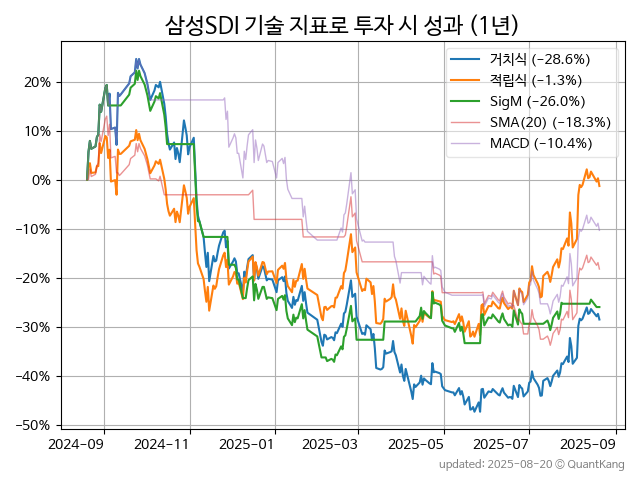 삼성SDI 기술 지표로 투자 시 성과 (1년)
거치식 (−28.6%)
적립식 (−1.3%)
SigM (−26.0%)
SMA(20) (−18.3%)
MACD (−10.4%)
20%
10%
0%
−10%
−20%
−30%
−40%
−50%
2024−09 2024−11 2025−01 2025−03 2025−05 2025−07 2025−09
updated: 2025−08−20 © QuantKang